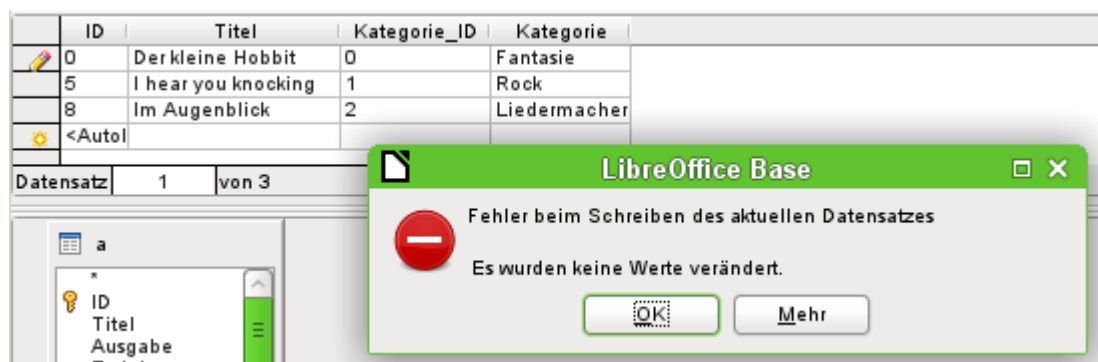 ID Titel Kategorie_ID Kategorie
0 Der kleine Hobbit 0 Fantasie
5 I hear you knocking 1 Rock
8 Im Augenblick 2 Liedermacher
<AutoI
Datensatz 1 von 3
LibreOffice Base
Fehler beim Schreiben des aktuellen Datensatzes
Es wurden keine Werte verändert.
OK Mehr
a
*
ID
Titel
Ausgabe